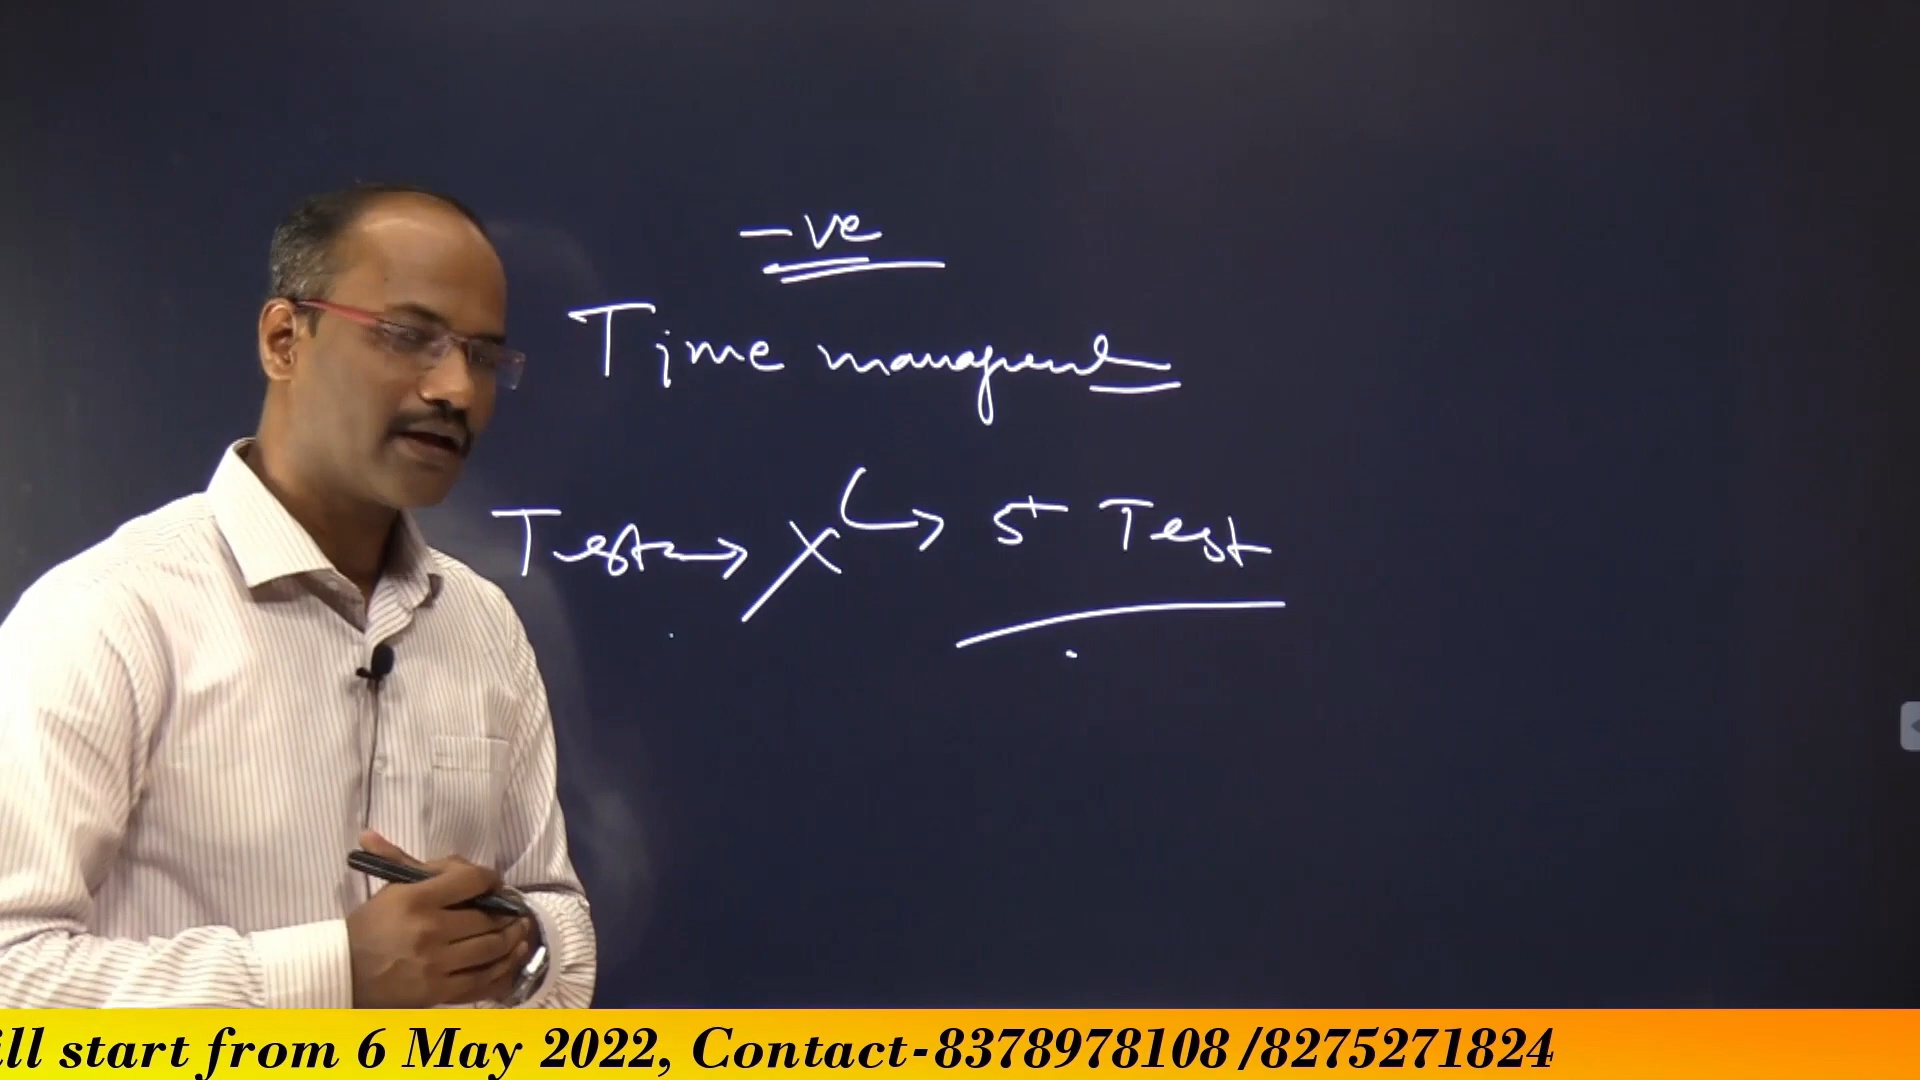 -ve
Time management
Test → X → 5+ Test
ill start from 6 May 2022, Contact-8378978108 /8275271824